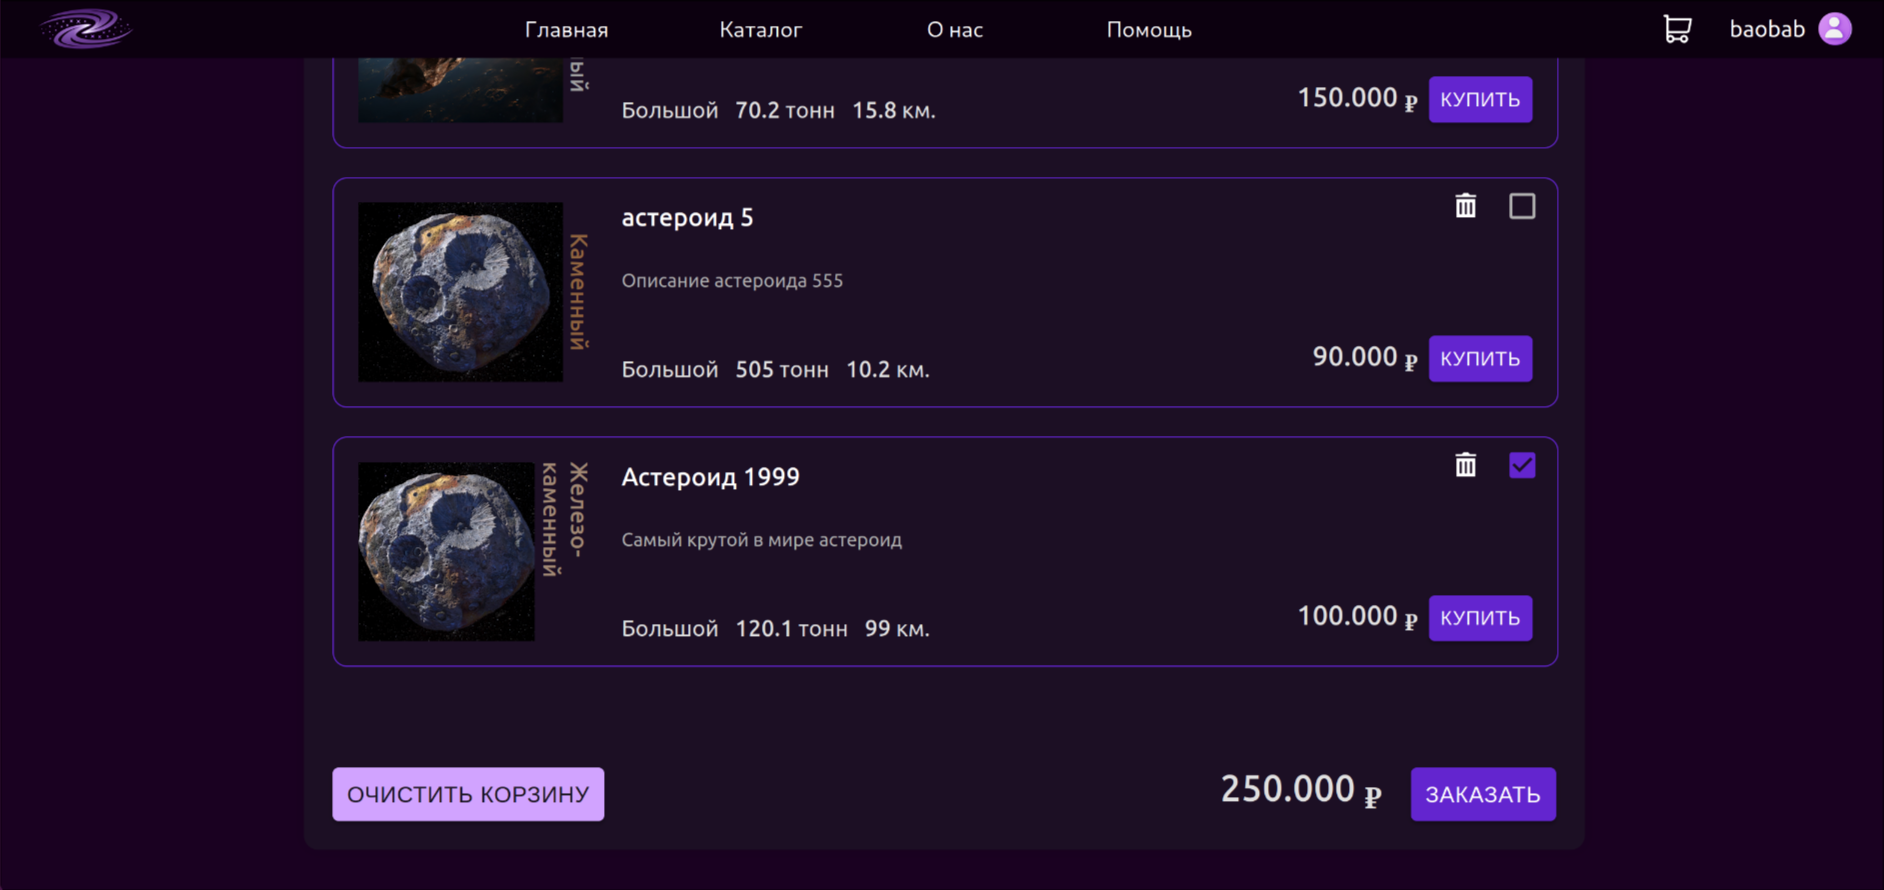 Главная Каталог О нас Помощь baobab
Большой 70.2 тонн 15.8 км. 150.000 ₽ КУПИТЬ
астероид 5
Каменный
Описание астероида 555
Большой 505 тонн 10.2 км. 90.000 ₽ КУПИТЬ
Астероид 1999
Железо-
каменный
Самый крутой в мире астероид
Большой 120.1 тонн 99 км. 100.000 ₽ КУПИТЬ
ОЧИСТИТЬ КОРЗИНУ 250.000 ₽ ЗАКАЗАТЬ